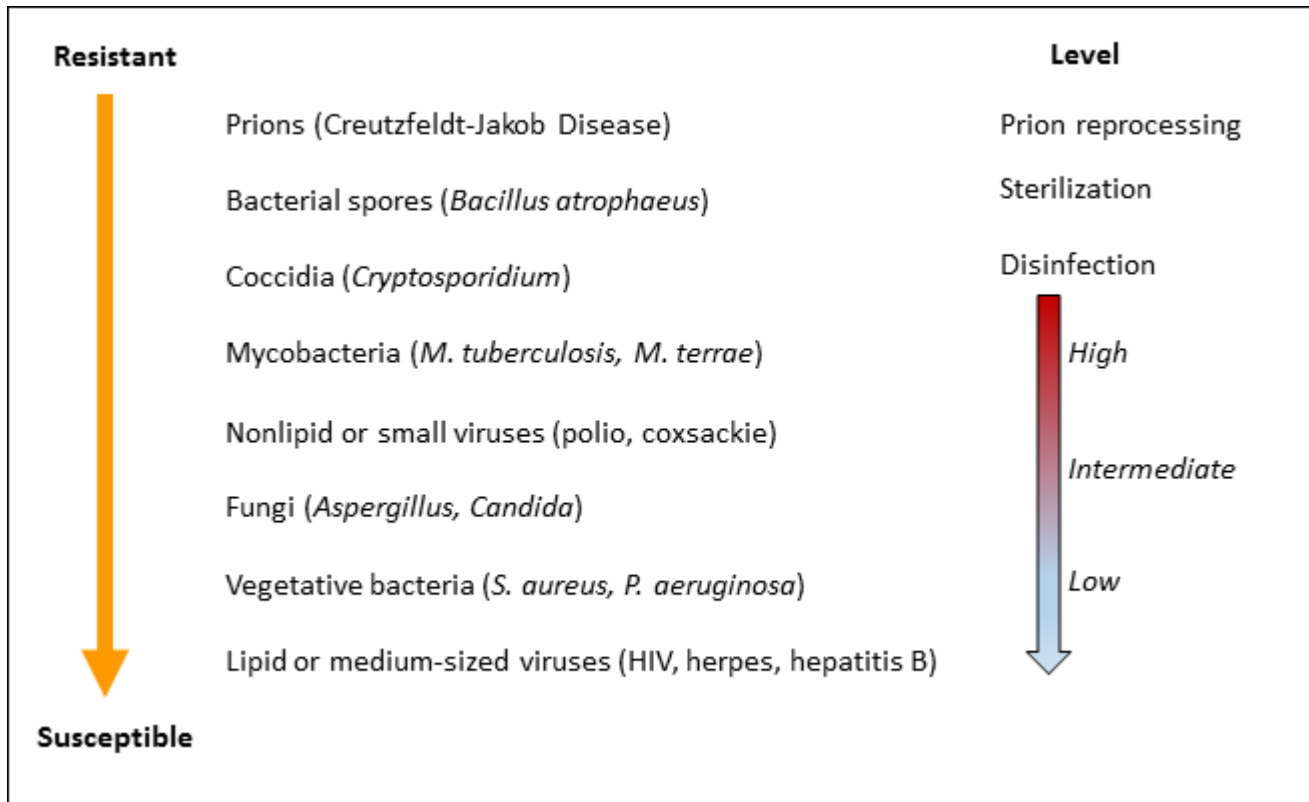 Resistant
Level
Prions (Creutzfeldt-Jakob Disease)
Prion reprocessing
Bacterial spores (Bacillus atrophaeus)
Sterilization
Coccidia (Cryptosporidium)
Disinfection
Mycobacteria (M. tuberculosis, M. terrae)
High
Nonlipid or small viruses (polio, coxsackie)
Intermediate
Fungi (Aspergillus, Candida)
Vegetative bacteria (S. aureus, P. aeruginosa)
Low
Lipid or medium-sized viruses (HIV, herpes, hepatitis B)
Susceptible